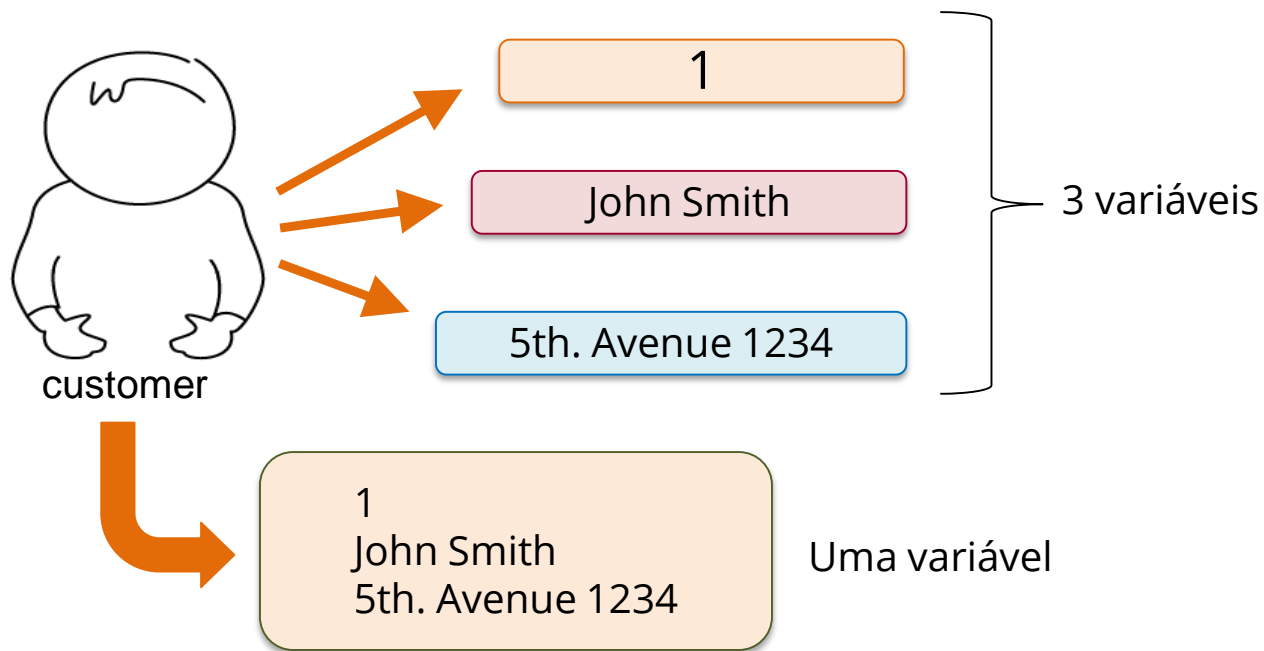 1
John Smith
3 variáveis
5th. Avenue 1234
customer
1
John Smith
5th. Avenue 1234
Uma variável